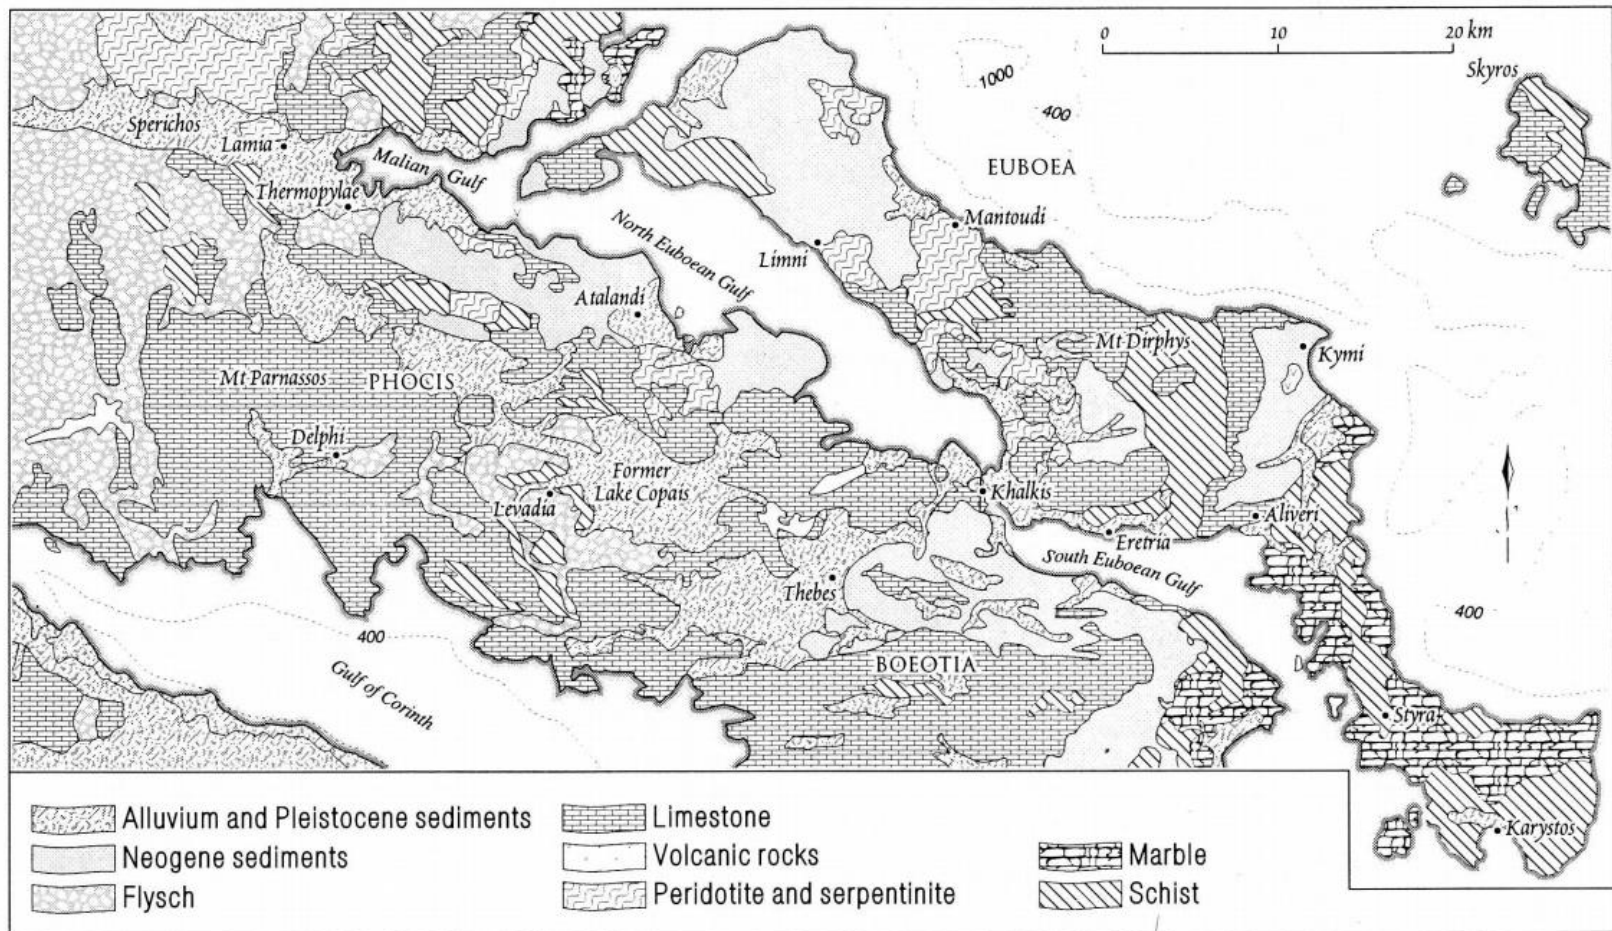 0 10 20 km
Skyros
1000
400
Sperichos
Lamia
Malian Gulf
EUBOEA
Thermopylae
Mantoudi
North Euboean Gulf
Limni
Atalandi
Mt Dirphys
Kymi
Mt Parnassos
PHOCIS
Delphi
Former
Lake Copais
Levadia
Khalkis
Aliveri
Eretria
South Euboean Gulf
Thebes
400
400
BOEOTIA
Gulf of Corinth
Styra
Karystos
Alluvium and Pleistocene sediments
Neogene sediments
Flysch
Limestone
Volcanic rocks
Peridotite and serpentinite
Marble
Schist